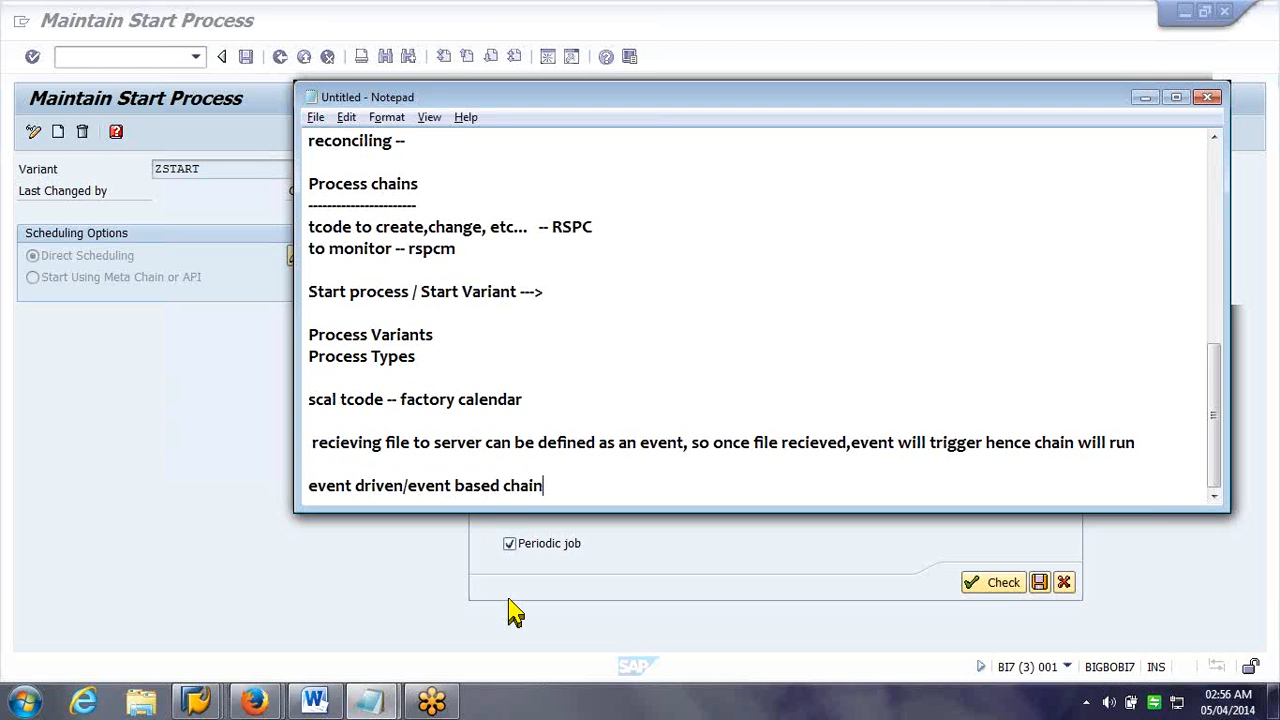 Maintain Start Process
Maintain Start Process
Variant
ZSTART
Last Changed by
Scheduling Options
Direct Scheduling
Start Using Meta Chain or API
Untitled - Notepad
File Edit Format View Help
reconciling --
Process chains
-----------------------
tcode to create,change, etc... -- RSPC
to monitor -- rspcm
Start process / Start Variant --->
Process Variants
Process Types
scal tcode -- factory calendar
recieving file to server can be defined as an event, so once file recieved,event will trigger hence chain will run
event driven/event based chain
Periodic job
Check
SAP
BI7 (3) 001 BIGBOBI7 INS
02:56 AM
05/04/2014